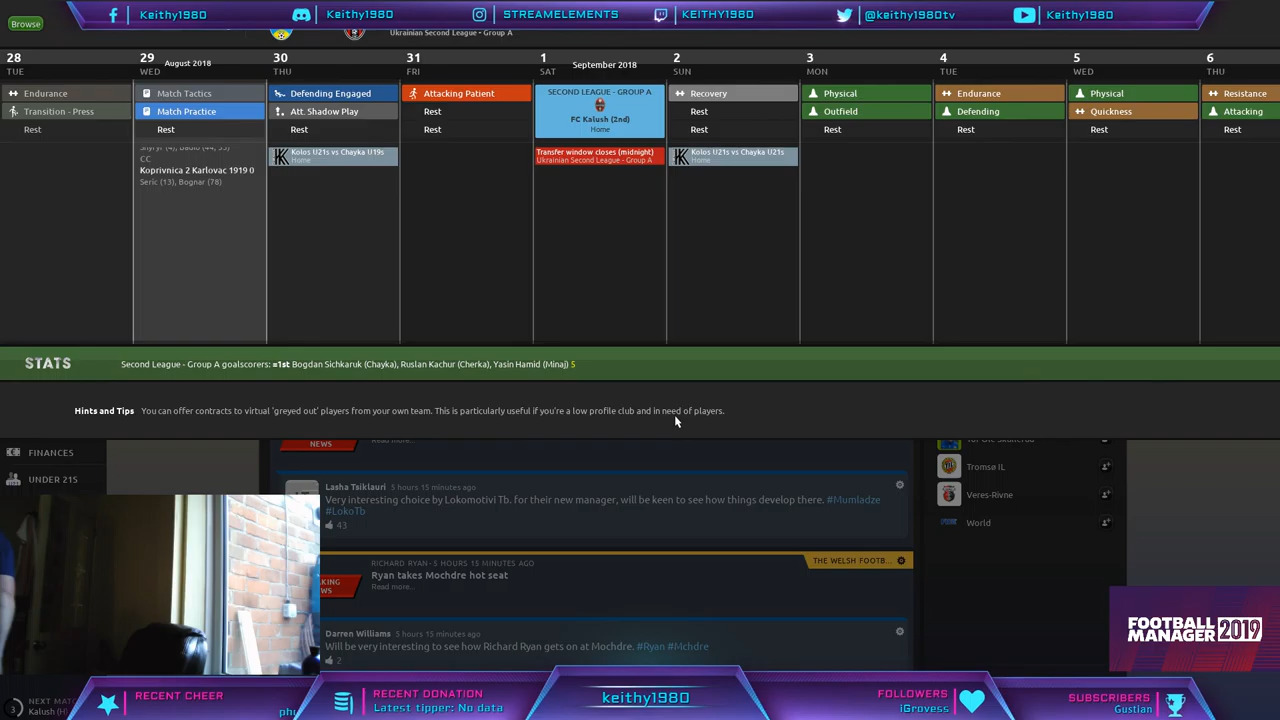 Keithy1980
Keithy1980
STREAMELEMENTS
KEITHY1980
@keithy1980tv
Keithy1980
Browse
Ukrainian Second League - Group A
28
TUE
29
WED
August 2018
30
THU
31
FRI
1
SAT
September 2018
2
SUN
3
MON
4
TUE
5
WED
6
THU
Endurance
Match Tactics
Defending Engaged
Attacking Patient
SECOND LEAGUE - GROUP A
Recovery
Physical
Endurance
Physical
Resistance
Transition - Press
Match Practice
Att. Shadow Play
Rest
FC Kalush (2nd)
Home
Rest
Outfield
Defending
Quickness
Attacking
Rest
Rest
Rest
Rest
Rest
Rest
Rest
Rest
Rest
CC
Koprivnica 2 Karlovac 1919 0
Seric (13), Bognar (78)
Kolos U21s vs Chayka U19s
Home
Transfer window closes (midnight)
Ukrainian Second League - Group A
Kolos U21s vs Chayka U21s
Home
STATS
Second League - Group A goalscorers: =1st Bogdan Sichkaruk (Chayka), Ruslan Kachur (Cherka), Yasin Hamid (Minaj) 5
Hints and Tips
You can offer contracts to virtual 'greyed out' players from your own team. This is particularly useful if you're a low profile club and in need of players.
FINANCES
UNDER 21S
NEWS
Read more...
Lasha Tsiklauri 5 hours 15 minutes ago
Very interesting choice by Lokomotivi Tb. for their new manager, will be keen to see how things develop there. #Mumladze
#LokoTb
43
RICHARD RYAN - 5 HOURS 15 MINUTES AGO
THE WELSH FOOTB...
Ryan takes Mochdre hot seat
Read more...
Darren Williams 5 hours 15 minutes ago
Will be very interesting to see how Richard Ryan gets on at Mochdre. #Ryan #Mchdre
2
Tromsø IL
Veres-Rivne
World
FOOTBALL
MANAGER 2019
3
NEXT MA
Kalush (H)
RECENT CHEER
RECENT DONATION
Latest tipper: No data
keithy1980
FOLLOWERS
iGrovess
SUBSCRIBERS
Gustian